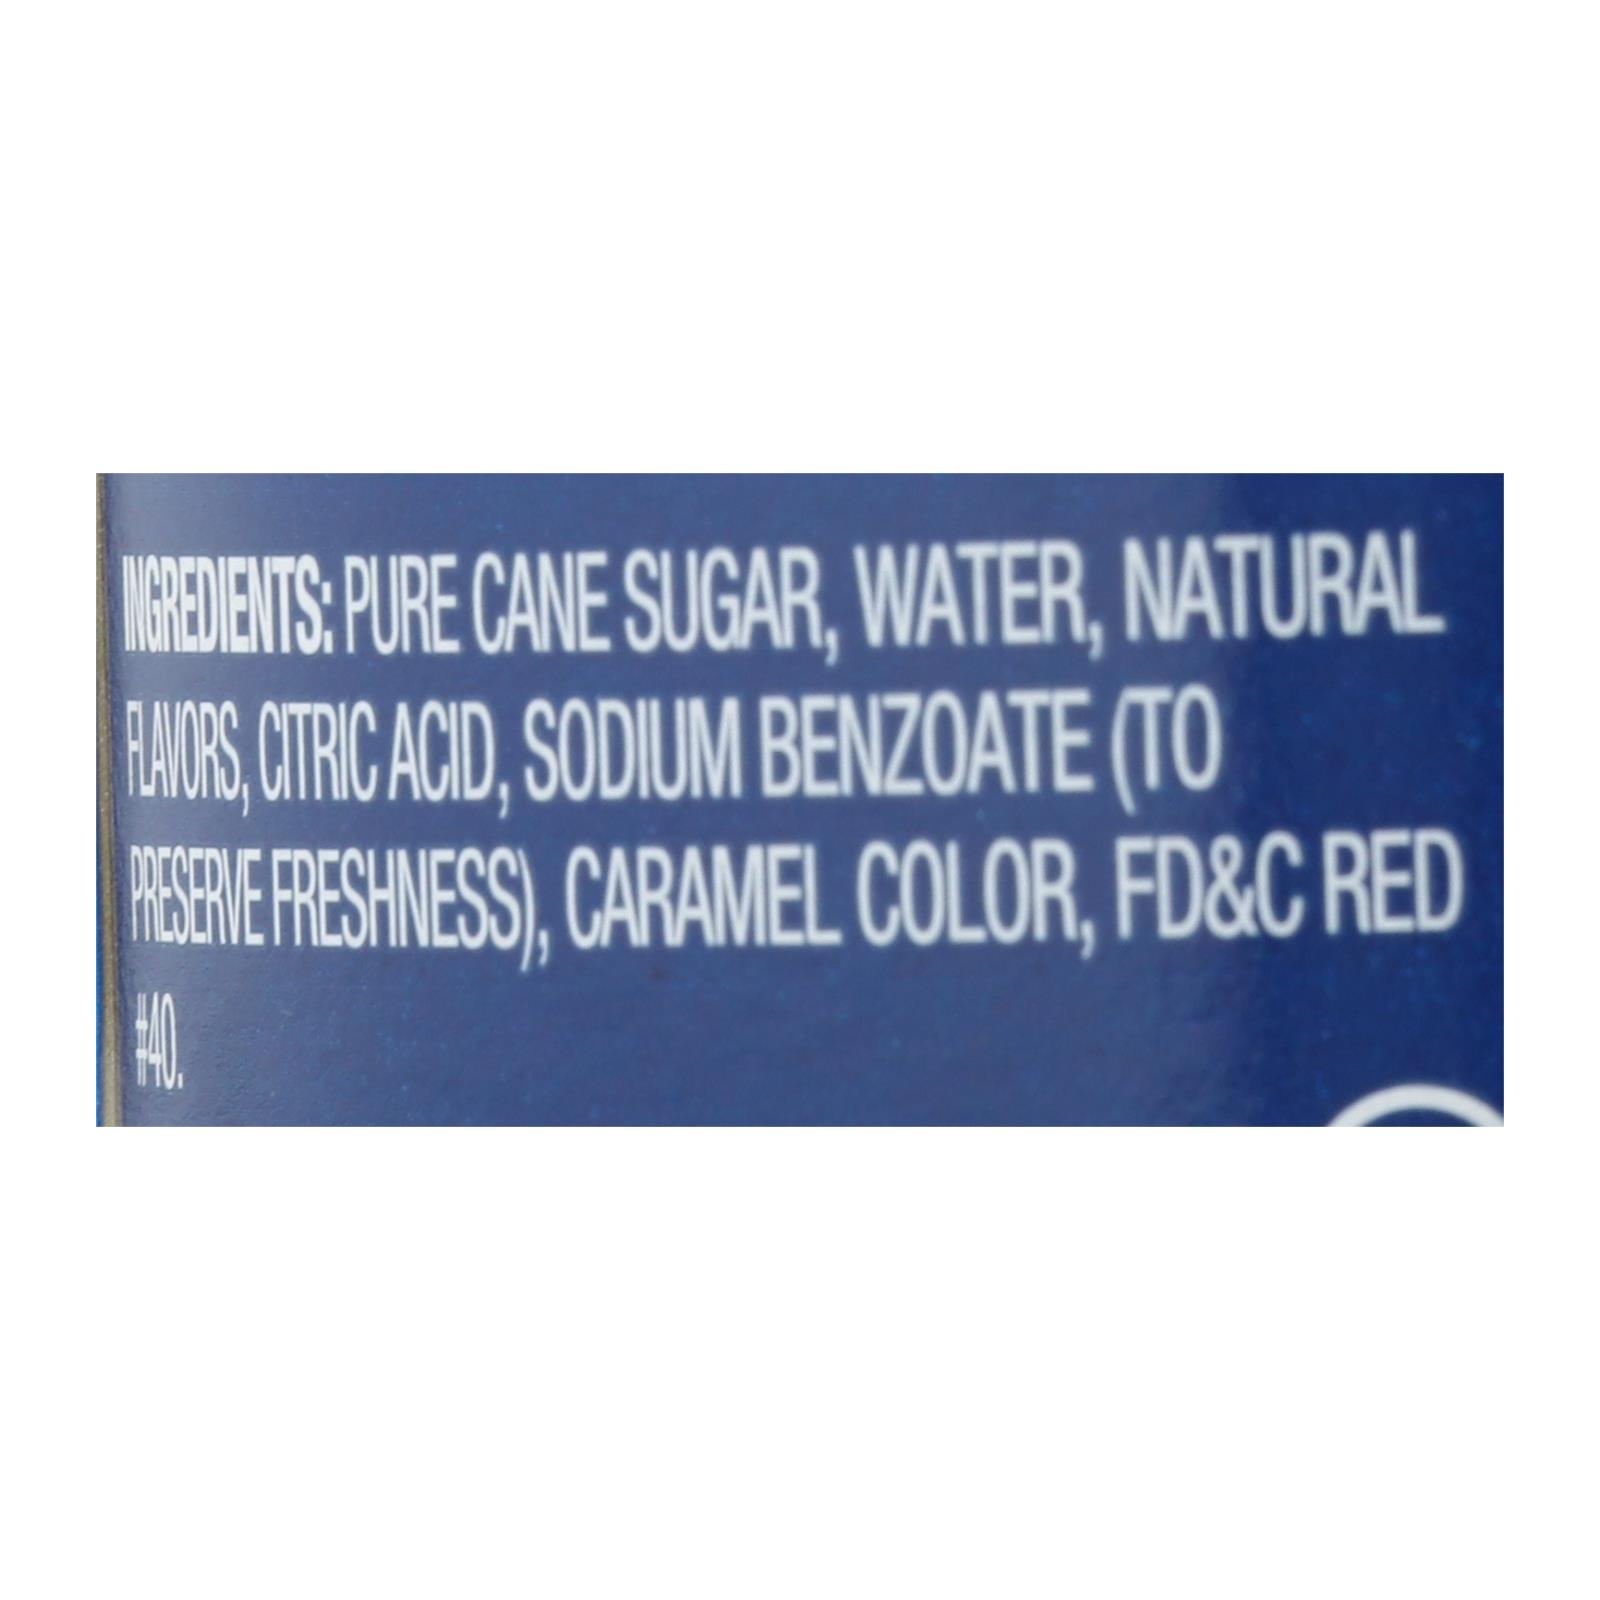 INGREDIENTS: PURE CANE SUGAR, WATER, NATURAL
FLAVORS, CITRIC ACID, SODIUM BENZOATE (TO
PRESERVE FRESHNESS), CARAMEL COLOR, FD&C RED
#40.